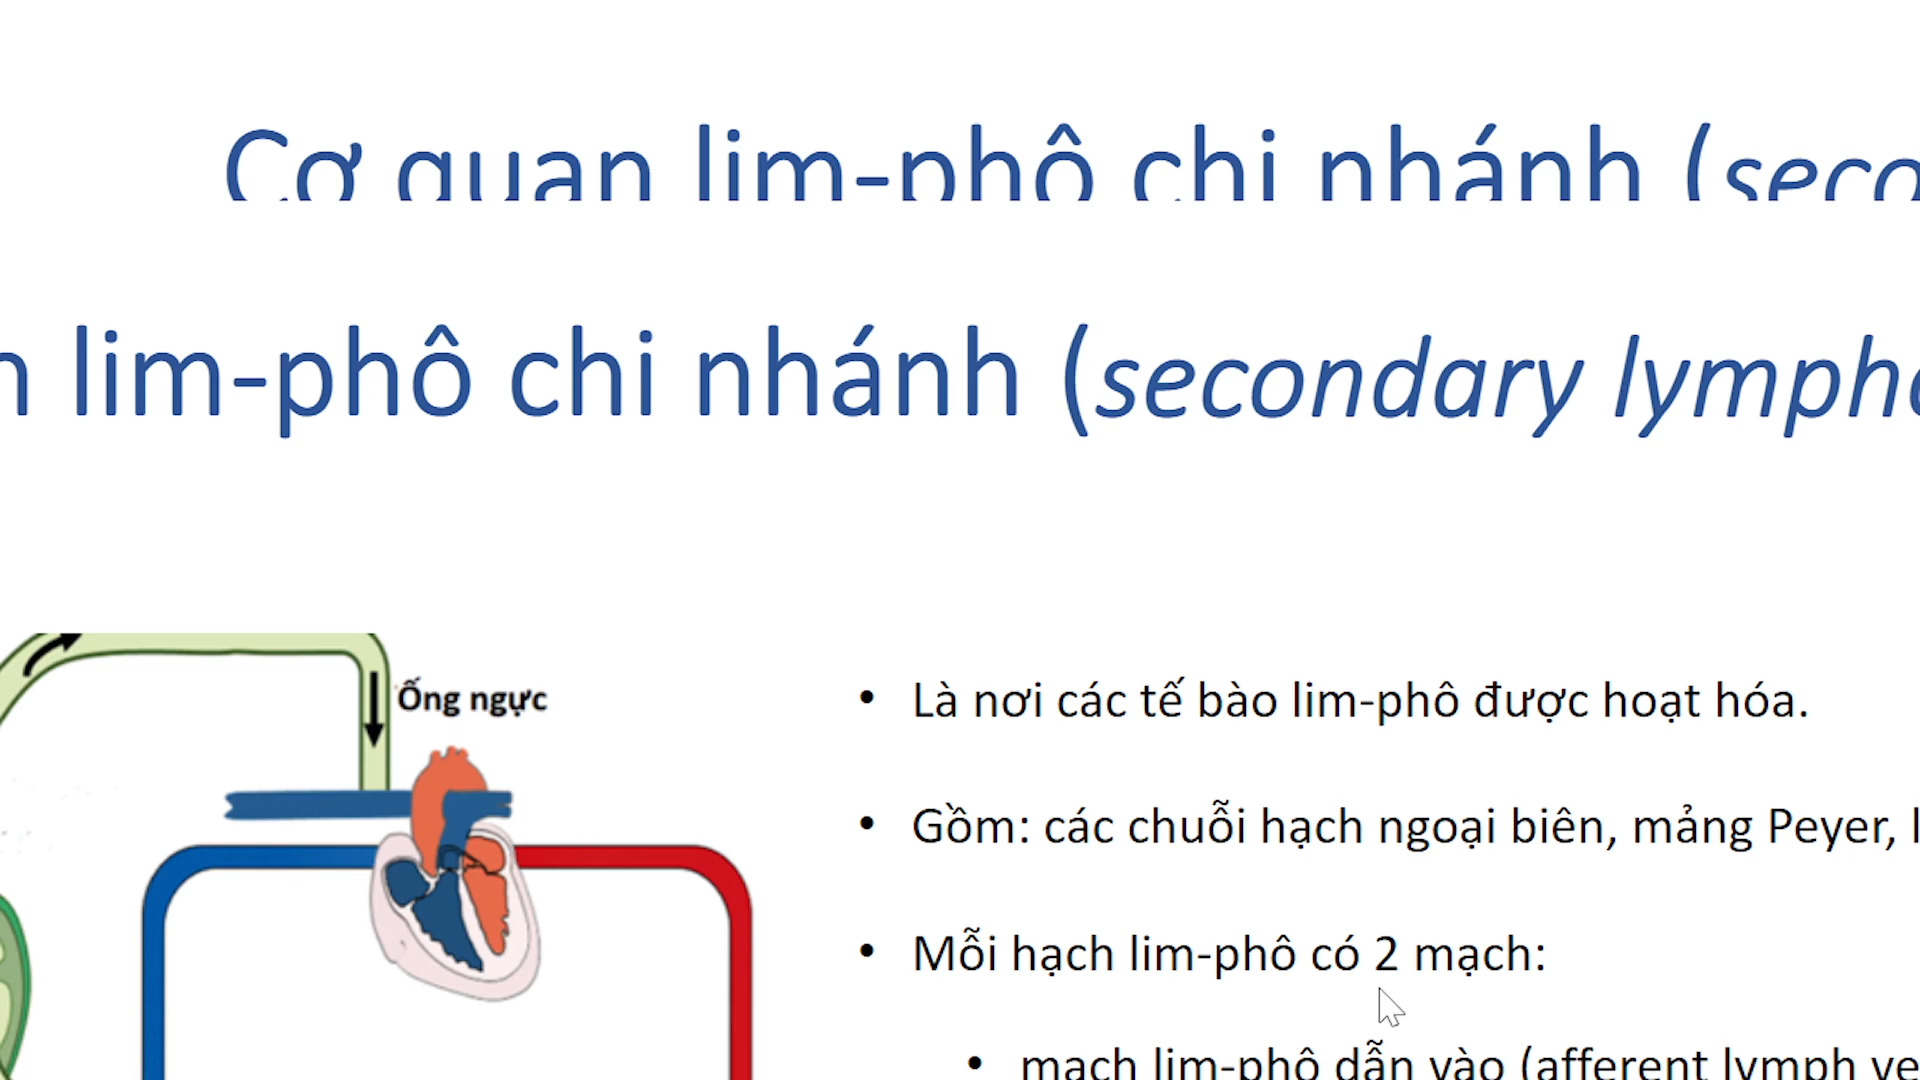 Cơ quan lim-phô chi nhánh (seco
lim-phô chi nhánh (secondary lympho
Ống ngực
• Là nơi các tế bào lim-phô được hoạt hóa.
• Gồm: các chuỗi hạch ngoại biên, mảng Peyer,
• Mỗi hạch lim-phô có 2 mạch:
• mạch lim-phô dẫn vào (afferent lymph ve